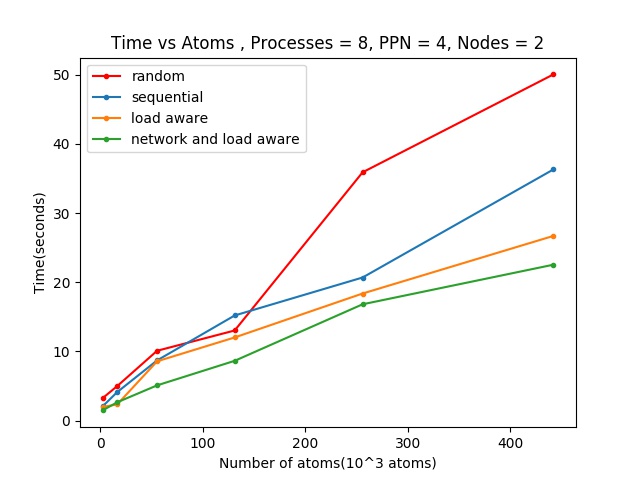 Time vs Atoms , Processes = 8, PPN = 4, Nodes = 2
random
sequential
load aware
network and load aware
Time(seconds)
50
40
30
20
10
0
0 100 200 300 400
Number of atoms(10^3 atoms)